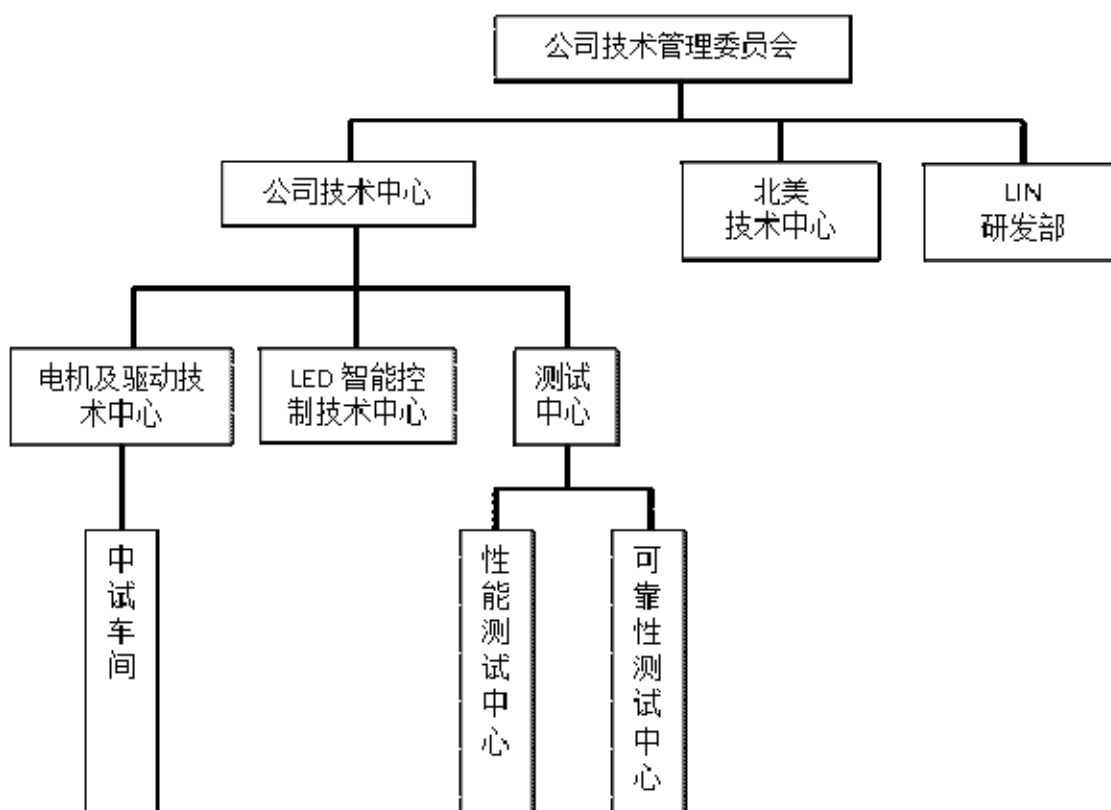 公司技术管理委员会
公司技术中心
北美
技术中心
LIN
研发部
电机及驱动技
术中心
LED 智能控
制技术中心
测试
中心
中试车间
性能测试中心
可靠性测试中心